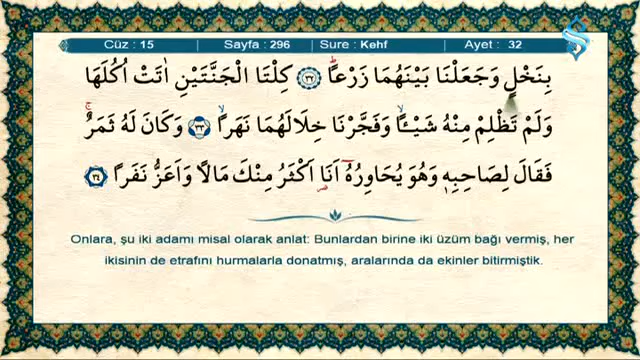 Cüz : 15 Sayfa : 296 Sure : Kehf Ayet : 32
بِنَخْلٍ وَجَعَلْنَا بَيْنَهُمَا زَرْعًاۜ ﴿٣٢﴾ كِلْتَا الْجَنَّتَيْنِ اٰتَتْ اُكُلَهَا
وَلَمْ تَظْلِمْ مِنْهُ شَيْـًٔاۙ وَفَجَّرْنَا خِلَالَهُمَا نَهَرًاۙ ﴿٣٣﴾ وَكَانَ لَهُ ثَمَرٌۚ
فَقَالَ لِصَاحِبِه۪ وَهُوَ يُحَاوِرُهُٓ اَنَا۬ اَكْثَرُ مِنْكَ مَالًا وَاَعَزُّ نَفَرًا ﴿٣٤﴾
Onlara, şu iki adamı misal olarak anlat: Bunlardan birine iki üzüm bağı vermiş, her
ikisinin de etrafını hurmalarla donatmış, aralarında da ekinler bitirmiştik.